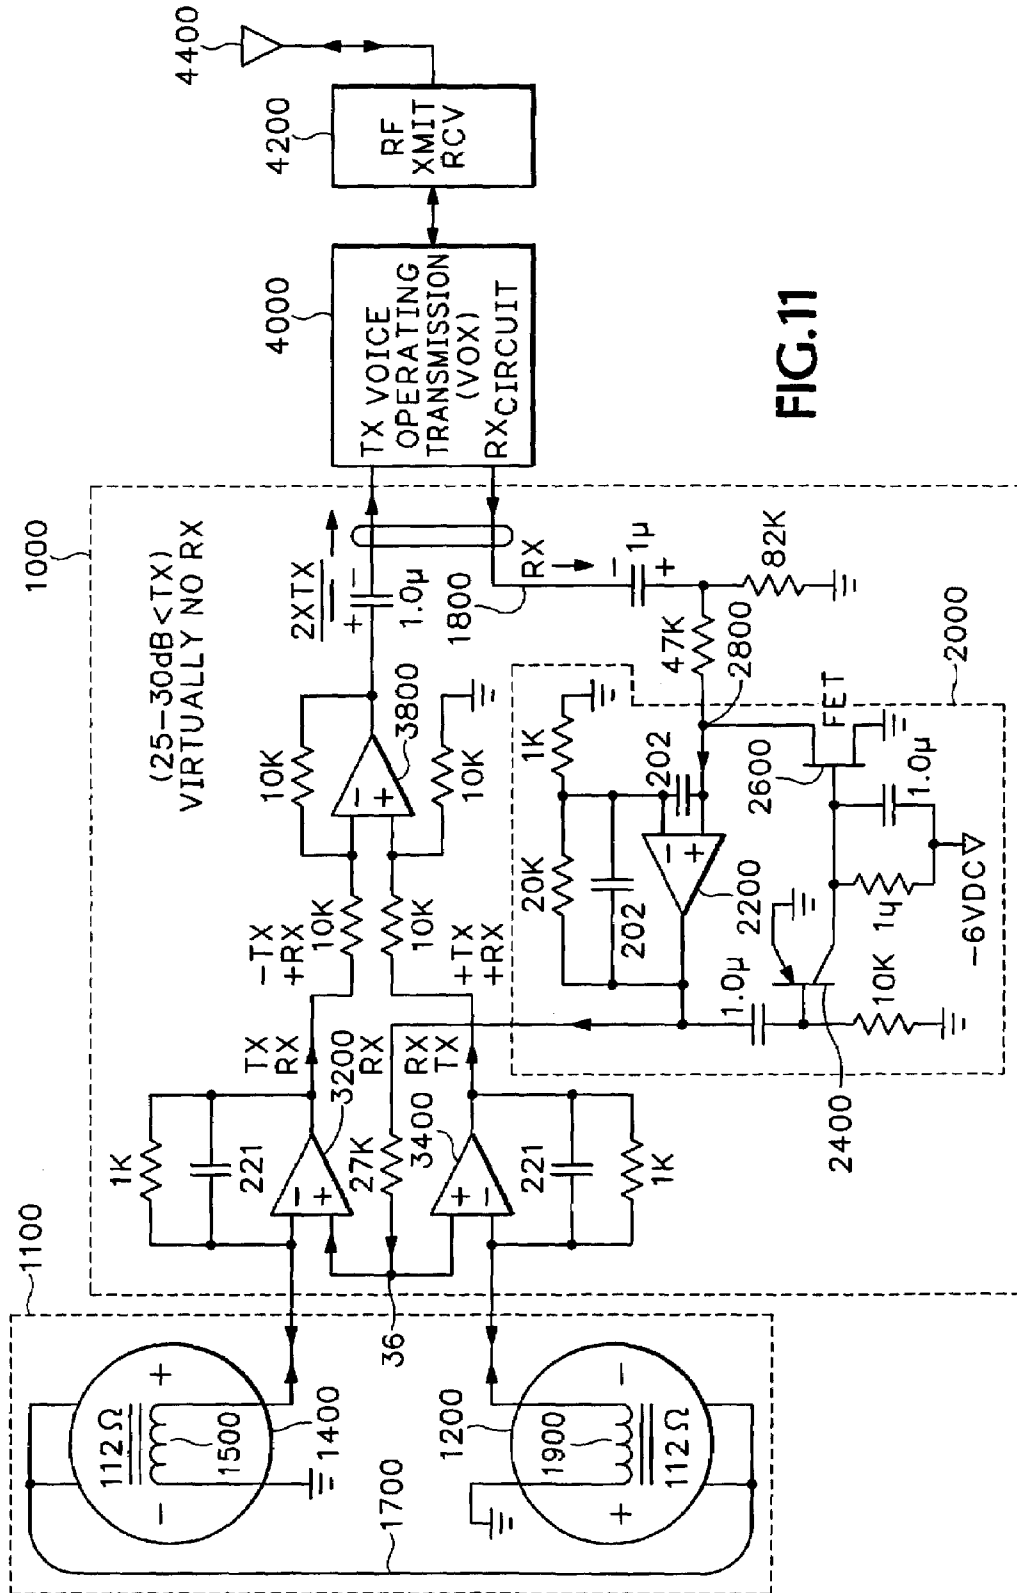 4400
4200
RF
XMIT
RCV
4000
TX VOICE
OPERATING
TRANSMISSION
(VOX)
RX CIRCUIT
FIG.11
1000
(25-30dB<TX)
VIRTUALLY NO RX
2XTX
+ -
1.0µ
1800
RX
- 1µ +
82K
47K
2800
2000
10K
3800
- +
10K
-TX
+RX
10K
10K
+TX
+RX
1K
20K
202
202
- +
2200
FET
2600
1.0µ
1µ
-6VDC
1.0µ
10K
2400
TX
RX
3200
RX
RX
TX
1K
221
- +
27K
3400
+ -
221
1K
36
1100
112Ω
+
-
1500
1400
1200
1900
-
+
112Ω
1700